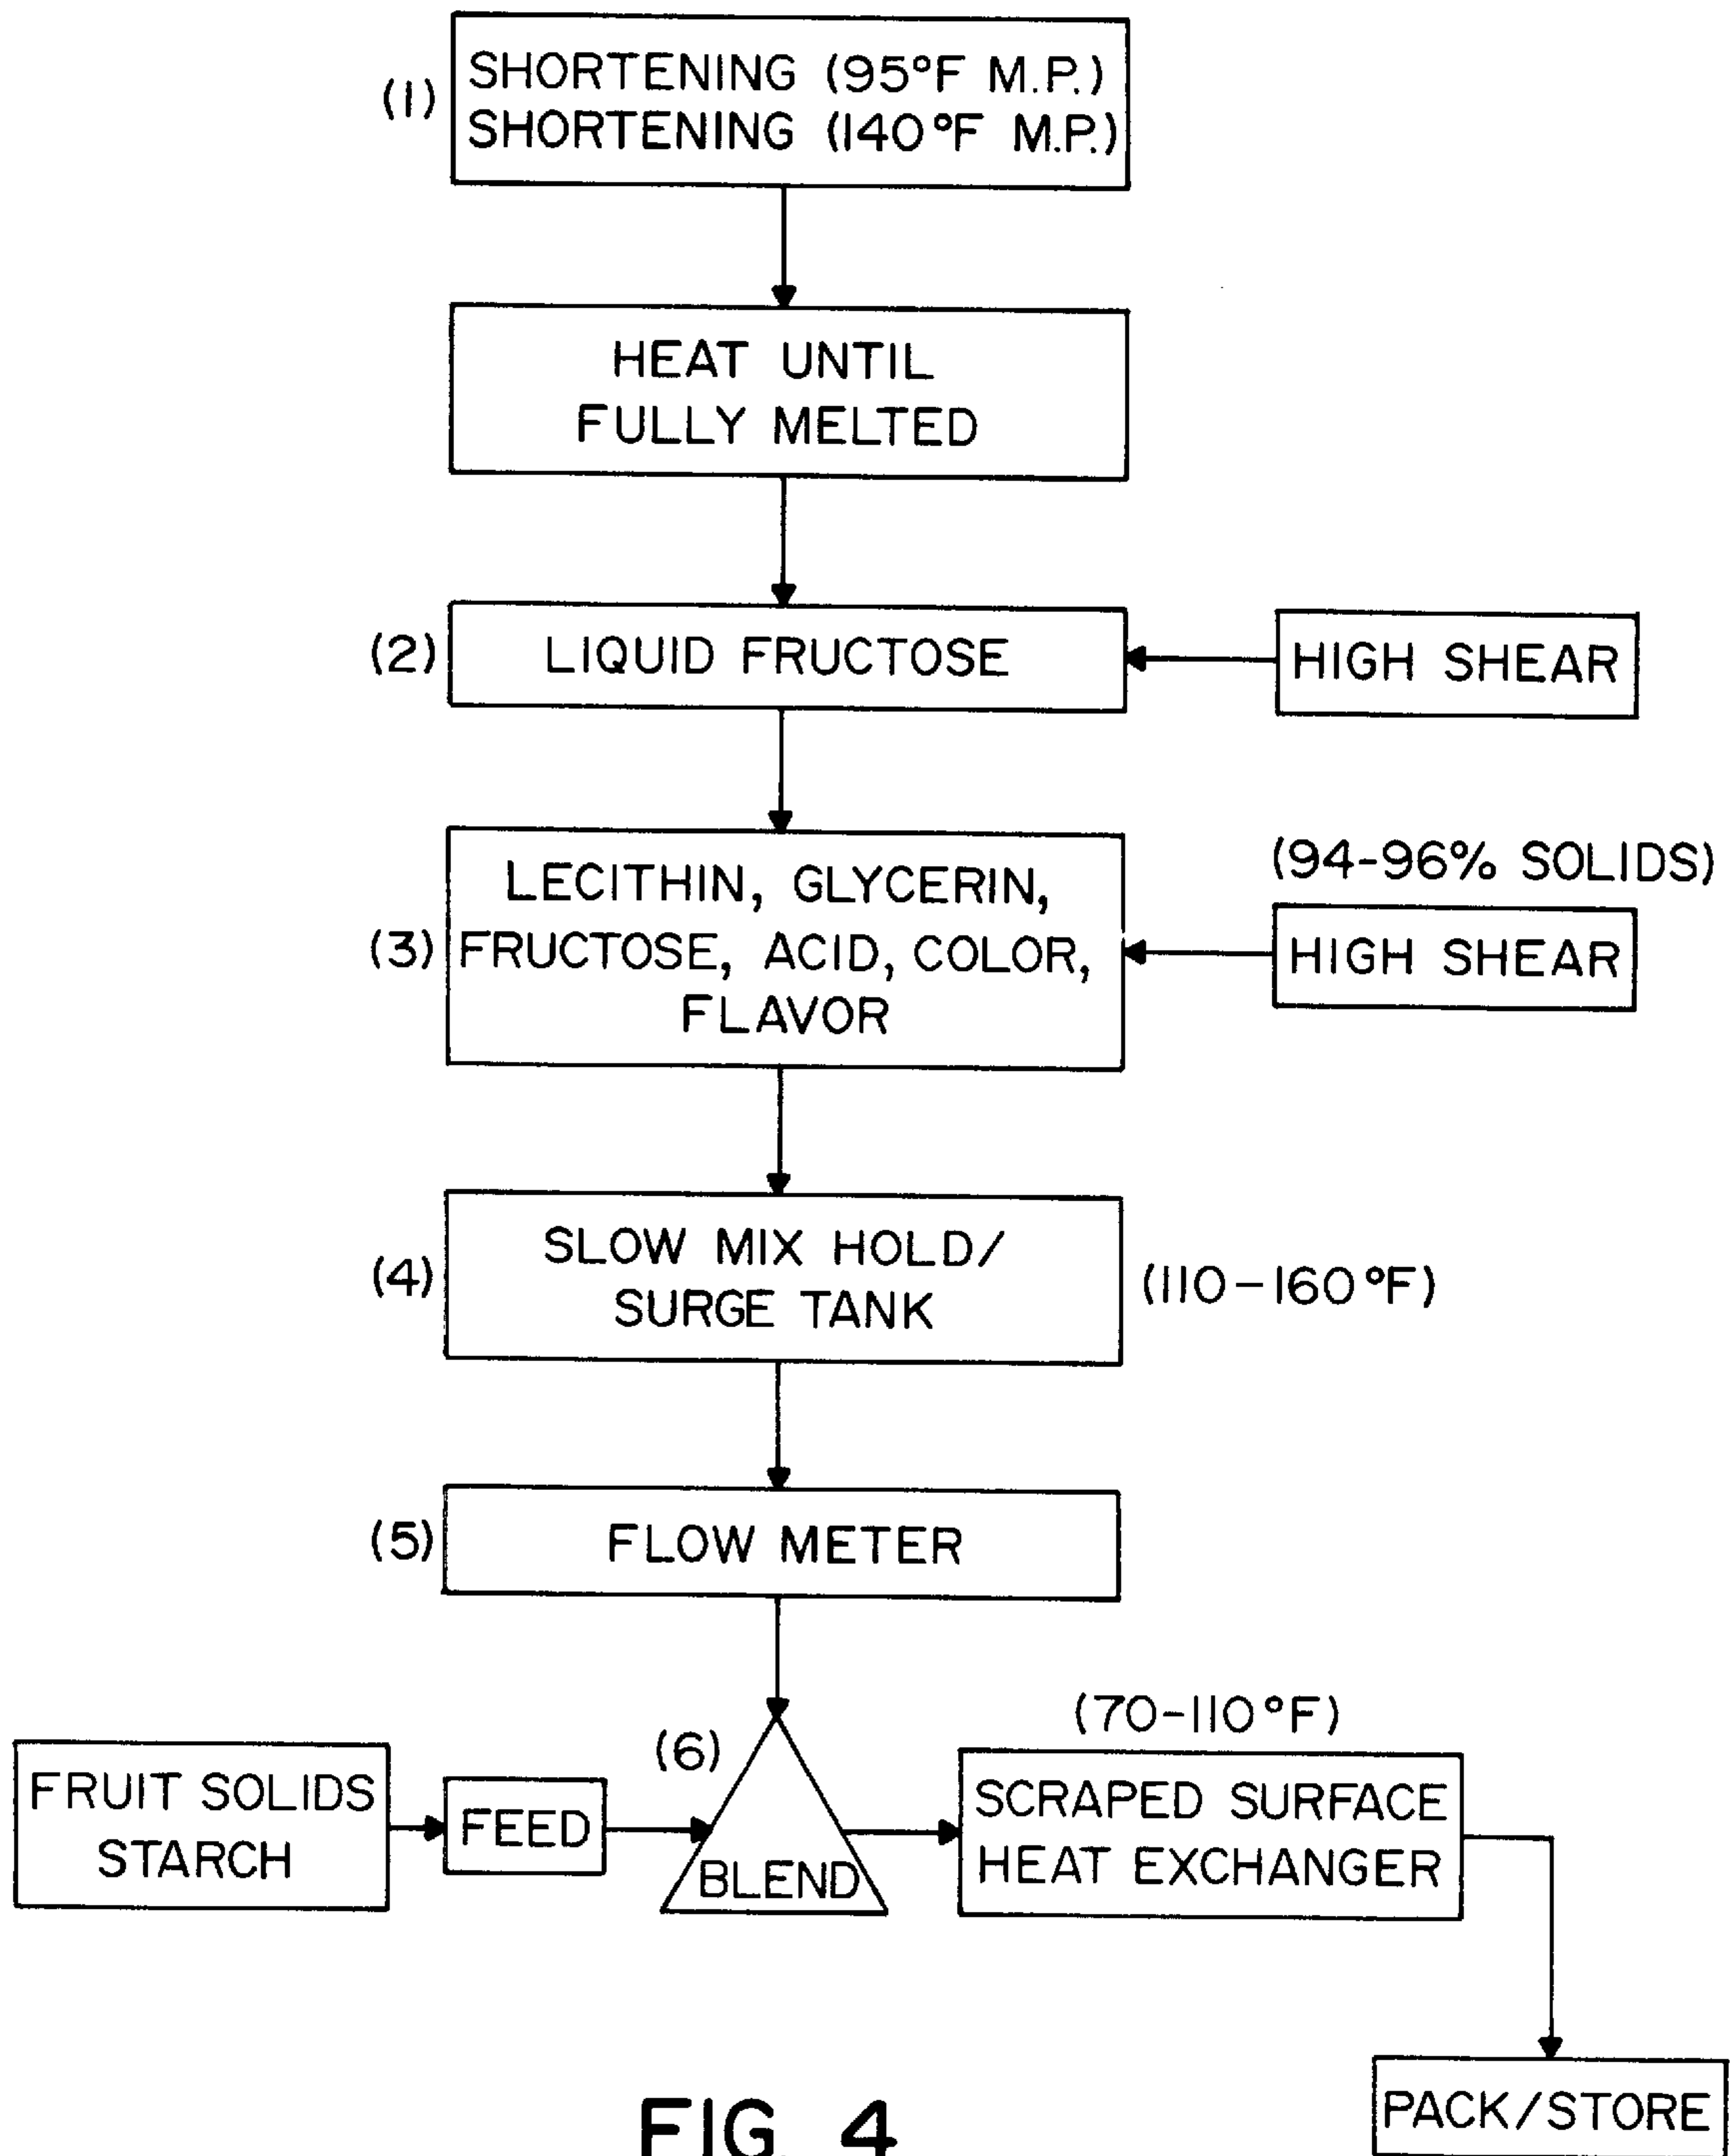 (1)
SHORTENING (95°F M.P.)
SHORTENING (140°F M.P.)
HEAT UNTIL
FULLY MELTED
(2)
LIQUID FRUCTOSE
HIGH SHEAR
(3)
LECITHIN, GLYCERIN,
FRUCTOSE, ACID, COLOR,
FLAVOR
(94-96% SOLIDS)
HIGH SHEAR
(4)
SLOW MIX HOLD/
SURGE TANK
(110-160°F)
(5)
FLOW METER
FRUIT SOLIDS
STARCH
FEED
(6)
BLEND
(70-110°F)
SCRAPED SURFACE
HEAT EXCHANGER
PACK/STORE
FIG. 4